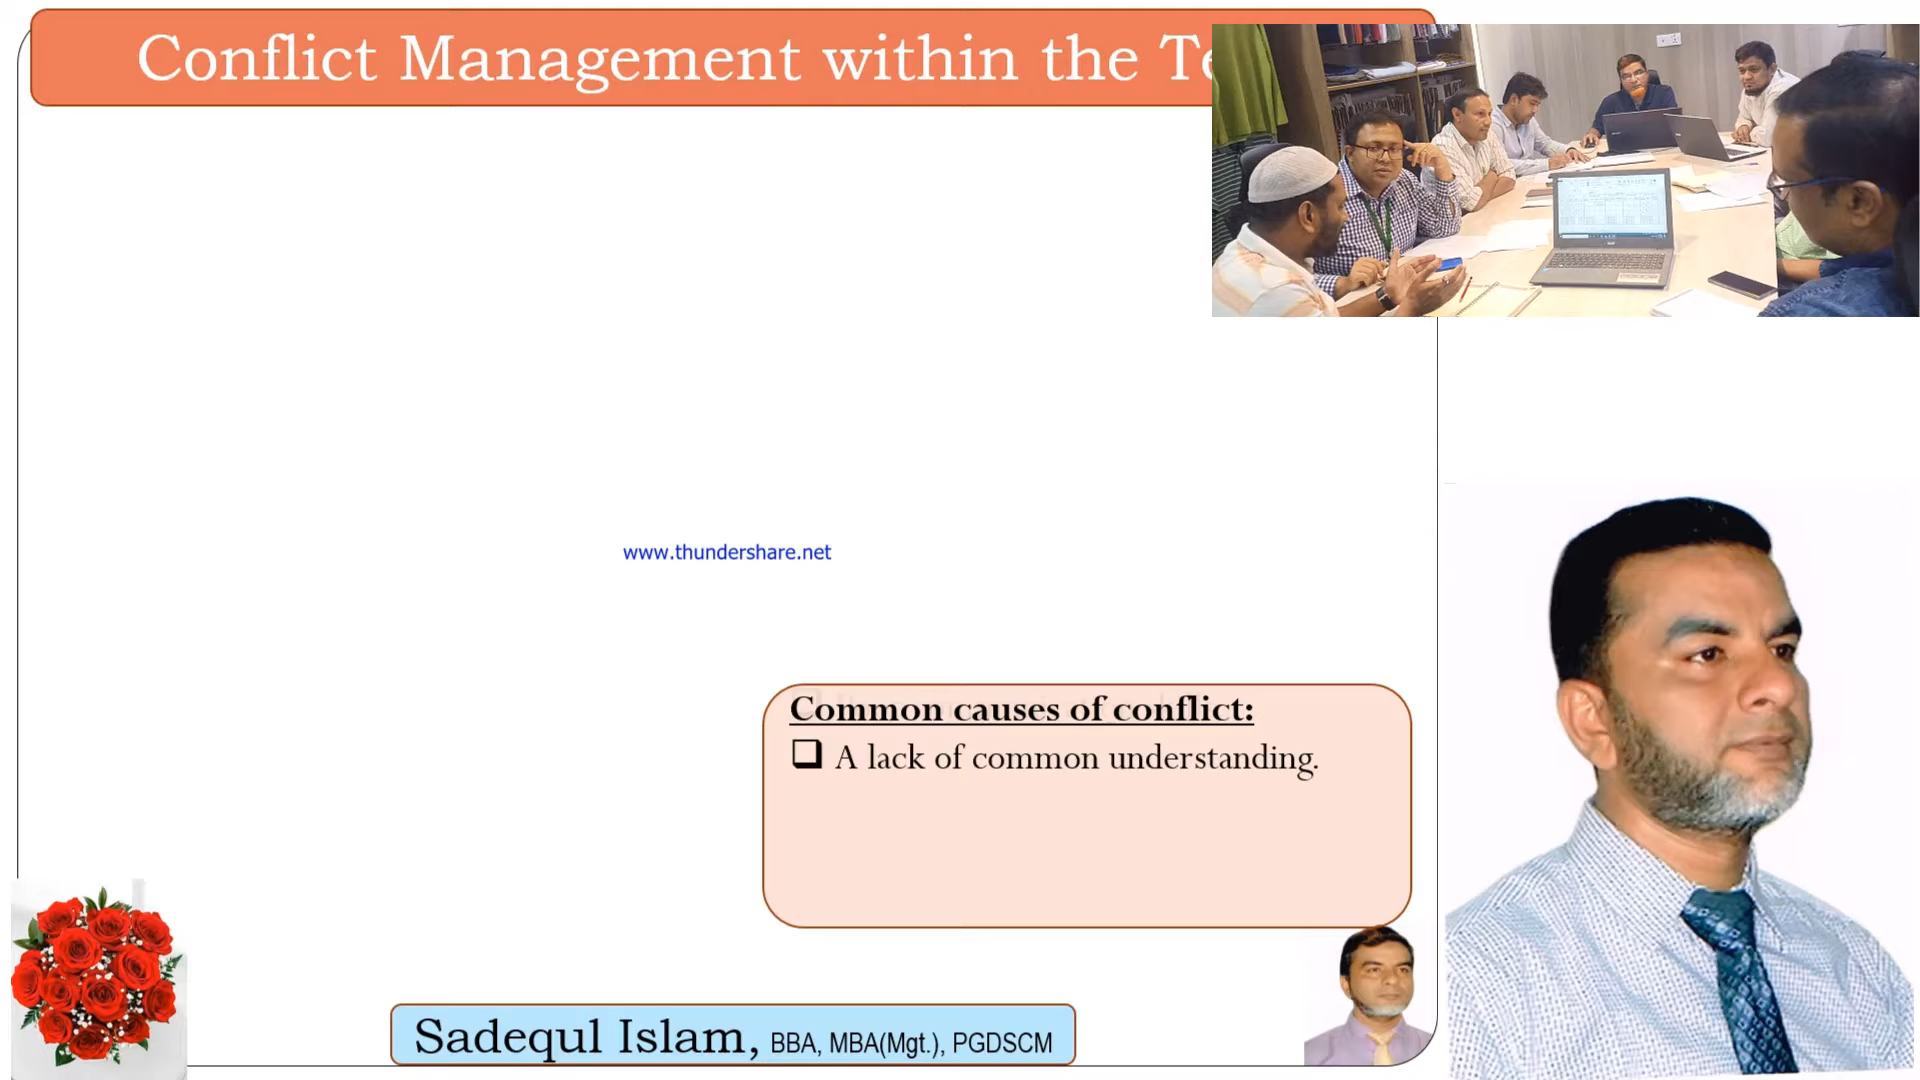 Conflict Management within the Te
www.thundershare.net
Common causes of conflict:
❑ A lack of common understanding.
Sadequl Islam, BBA, MBA(Mgt.), PGDSCM